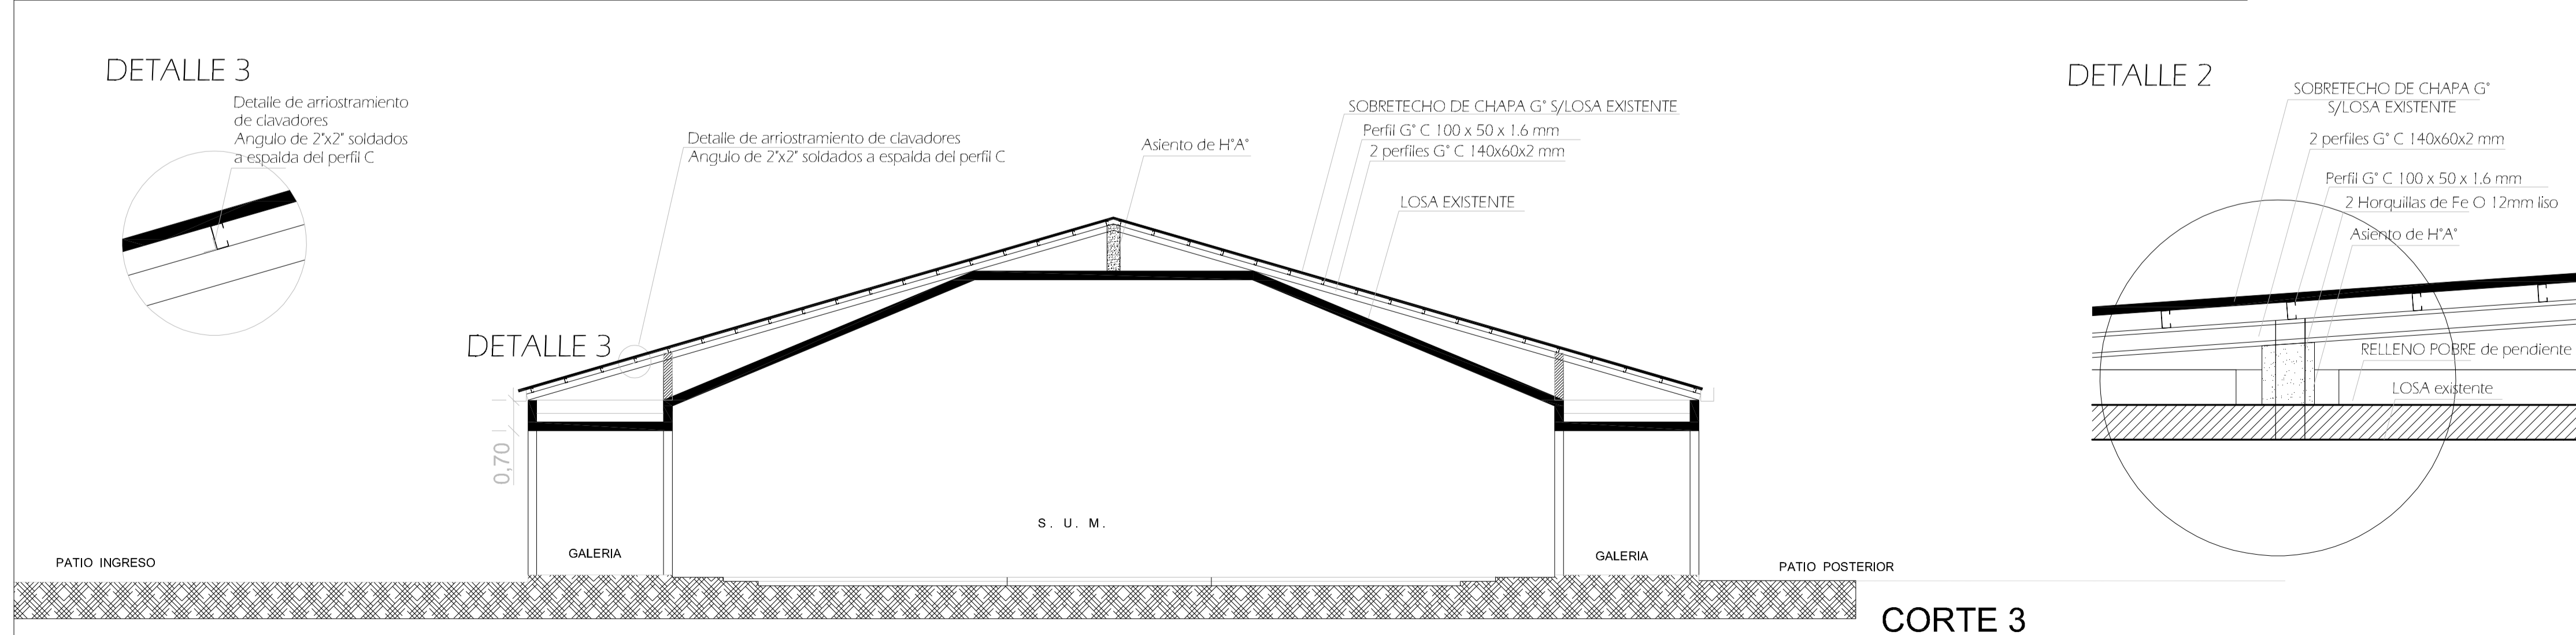 DETALLE 3
Detalle de arriostramiento
de clavadores
Angulo de 2"x2" soldados
a espalda del perfil C
Detalle de arriostramiento de clavadores
Angulo de 2"x2" soldados a espalda del perfil C
Asiento de H°A°
SOBRETECHO DE CHAPA G° S/LOSA EXISTENTE
Perfil G° C 100 x 50 x 1.6 mm
2 perfiles G° C 140x60x2 mm
LOSA EXISTENTE
DETALLE 3
0,70
S. U. M.
GALERIA
GALERIA
PATIO INGRESO
PATIO POSTERIOR
CORTE 3
DETALLE 2
SOBRETECHO DE CHAPA G°
S/LOSA EXISTENTE
2 perfiles G° C 140x60x2 mm
Perfil G° C 100 x 50 x 1.6 mm
2 Horquillas de Fe O 12mm liso
Asiento de H°A°
RELLENO POBRE de pendiente
LOSA existente